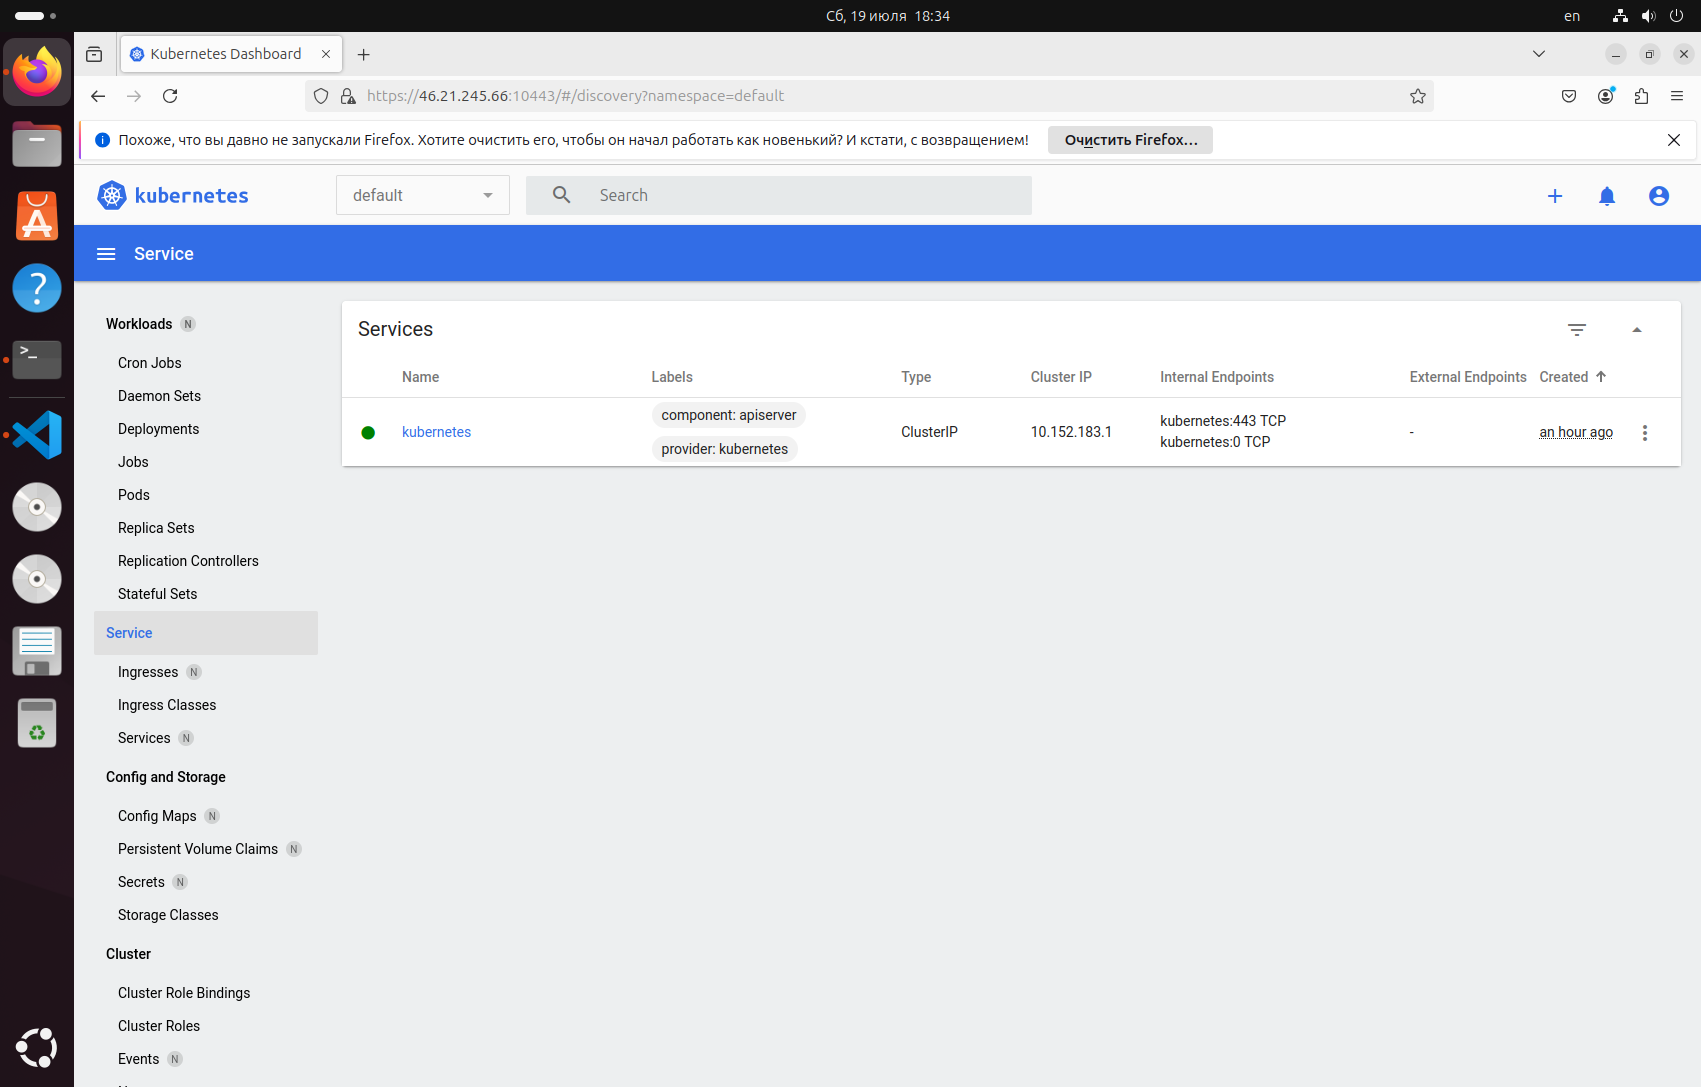 Сб, 19 июля 18:34
en
Kubernetes Dashboard
https://46.21.245.66:10443/#/discovery?namespace=default
Похоже, что вы давно не запускали Firefox. Хотите очистить его, чтобы он начал работать как новенький? И кстати, с возвращением!
Очистить Firefox…
kubernetes
default
Search
Service
Workloads N
Cron Jobs
Daemon Sets
Deployments
Jobs
Pods
Replica Sets
Replication Controllers
Stateful Sets
Service
Ingresses N
Ingress Classes
Services N
Config and Storage
Config Maps N
Persistent Volume Claims N
Secrets N
Storage Classes
Cluster
Cluster Role Bindings
Cluster Roles
Events N
Services
Name Labels Type Cluster IP Internal Endpoints External Endpoints Created
kubernetes
component: apiserver
provider: kubernetes
ClusterIP
10.152.183.1
kubernetes:443 TCP
kubernetes:0 TCP
-
an hour ago